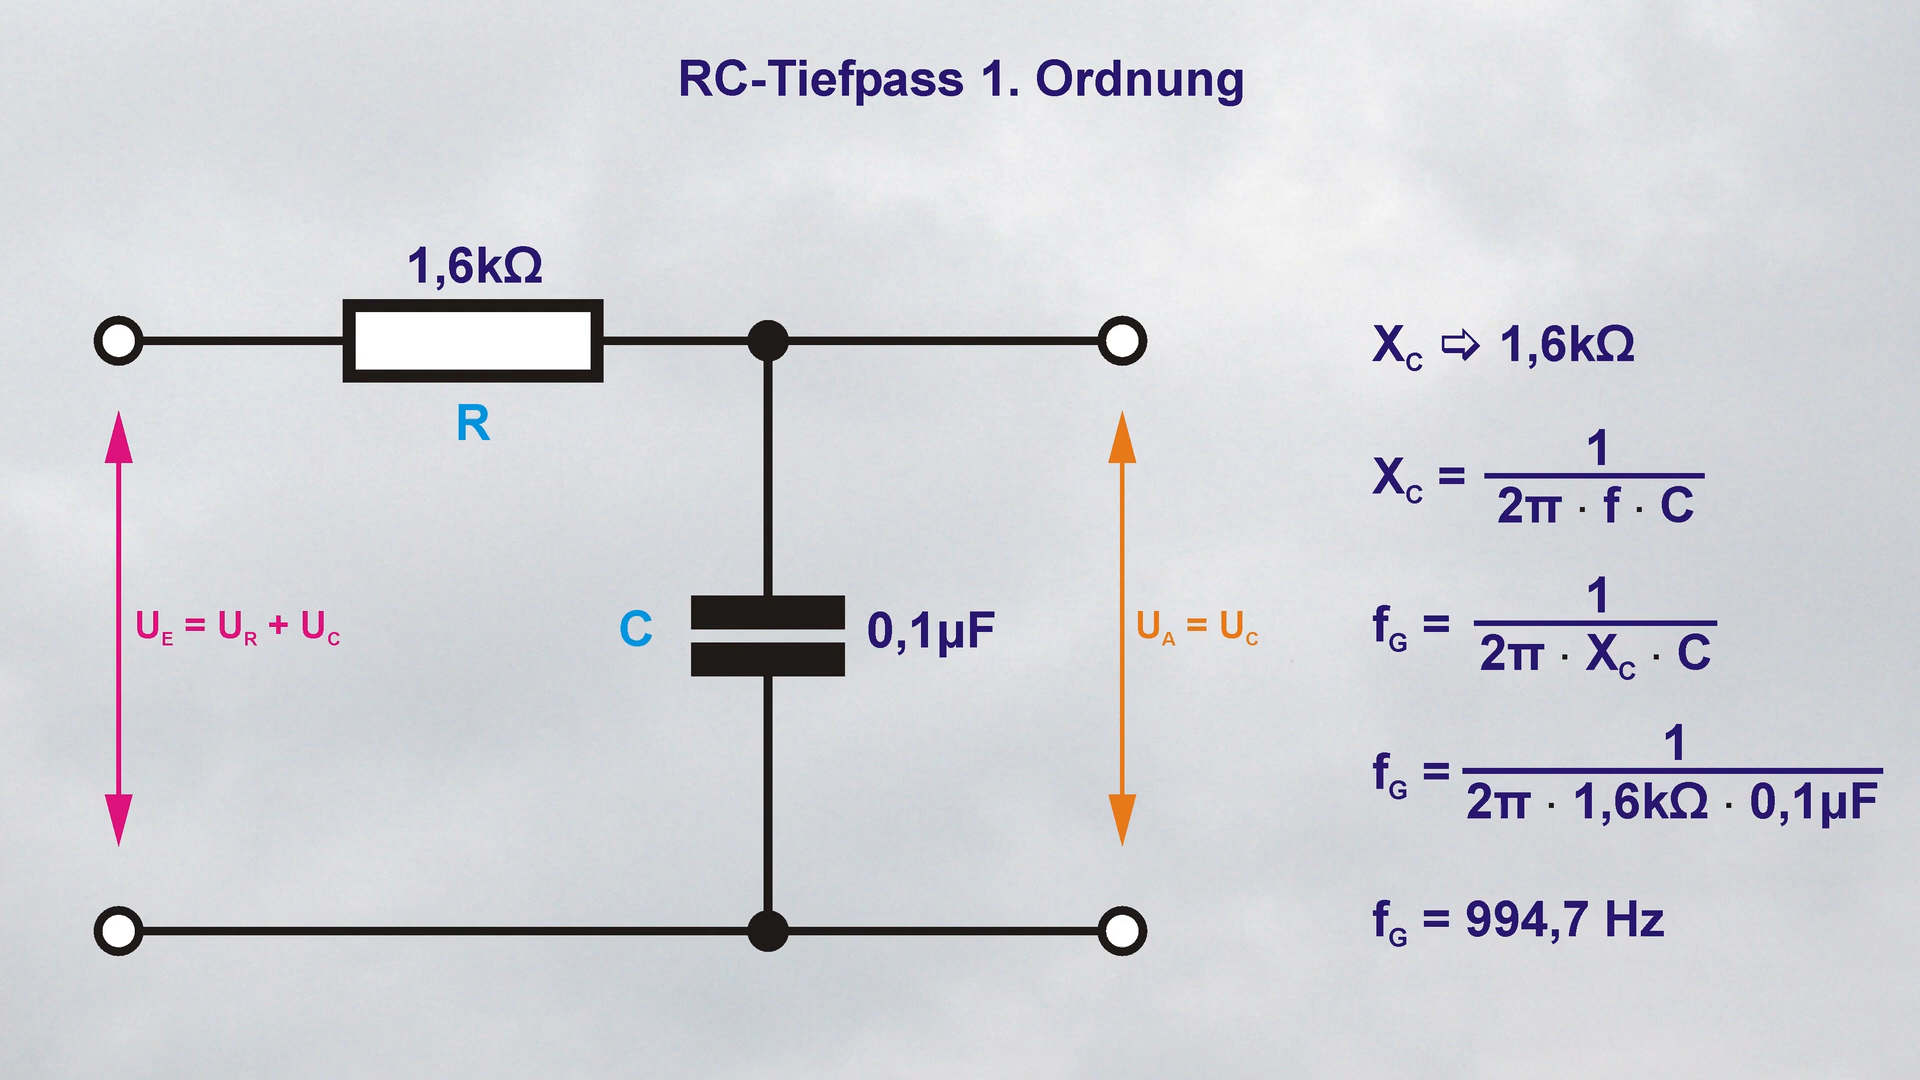 RC-Tiefpass 1. Ordnung
1,6kΩ
R
C
0,1µF
U_E = U_R + U_C
U_A = U_C
X_C ⇨ 1,6kΩ
X_C = 1 / 2π · f · C
f_G = 1 / 2π · X_C · C
f_G = 1 / 2π · 1,6kΩ · 0,1µF
f_G = 994,7 Hz